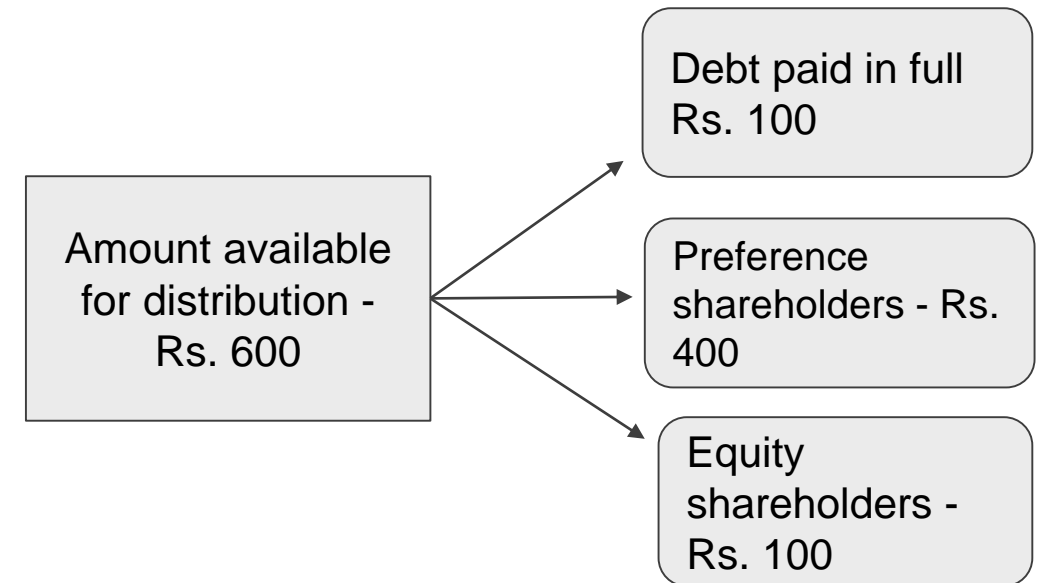 Amount available
for distribution -
Rs. 600
Debt paid in full
Rs. 100
Preference
shareholders - Rs.
400
Equity
shareholders -
Rs. 100